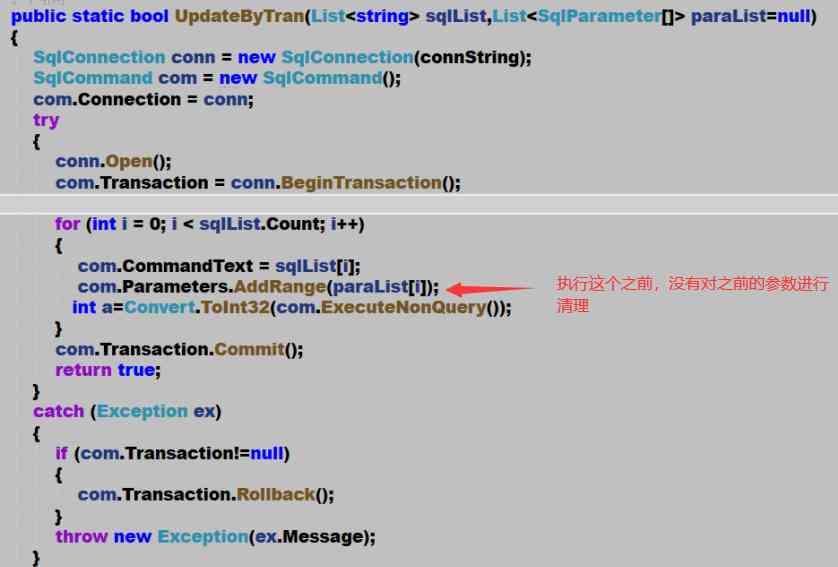 public static bool UpdateByTran(List<string> sqlList,List<SqlParameter[]> paraList=null)
{
SqlConnection conn = new SqlConnection(connString);
SqlCommand com = new SqlCommand();
com.Connection = conn;
try
{
conn.Open();
com.Transaction = conn.BeginTransaction();
for (int i = 0; i < sqlList.Count; i++)
{
com.CommandText = sqlList[i];
com.Parameters.AddRange(paraList[i]);
执行这个之前，没有对之前的参数进行
清理
int a=Convert.ToInt32(com.ExecuteNonQuery());
}
com.Transaction.Commit();
return true;
}
catch (Exception ex)
{
if (com.Transaction!=null)
{
com.Transaction.Rollback();
}
throw new Exception(ex.Message);
}